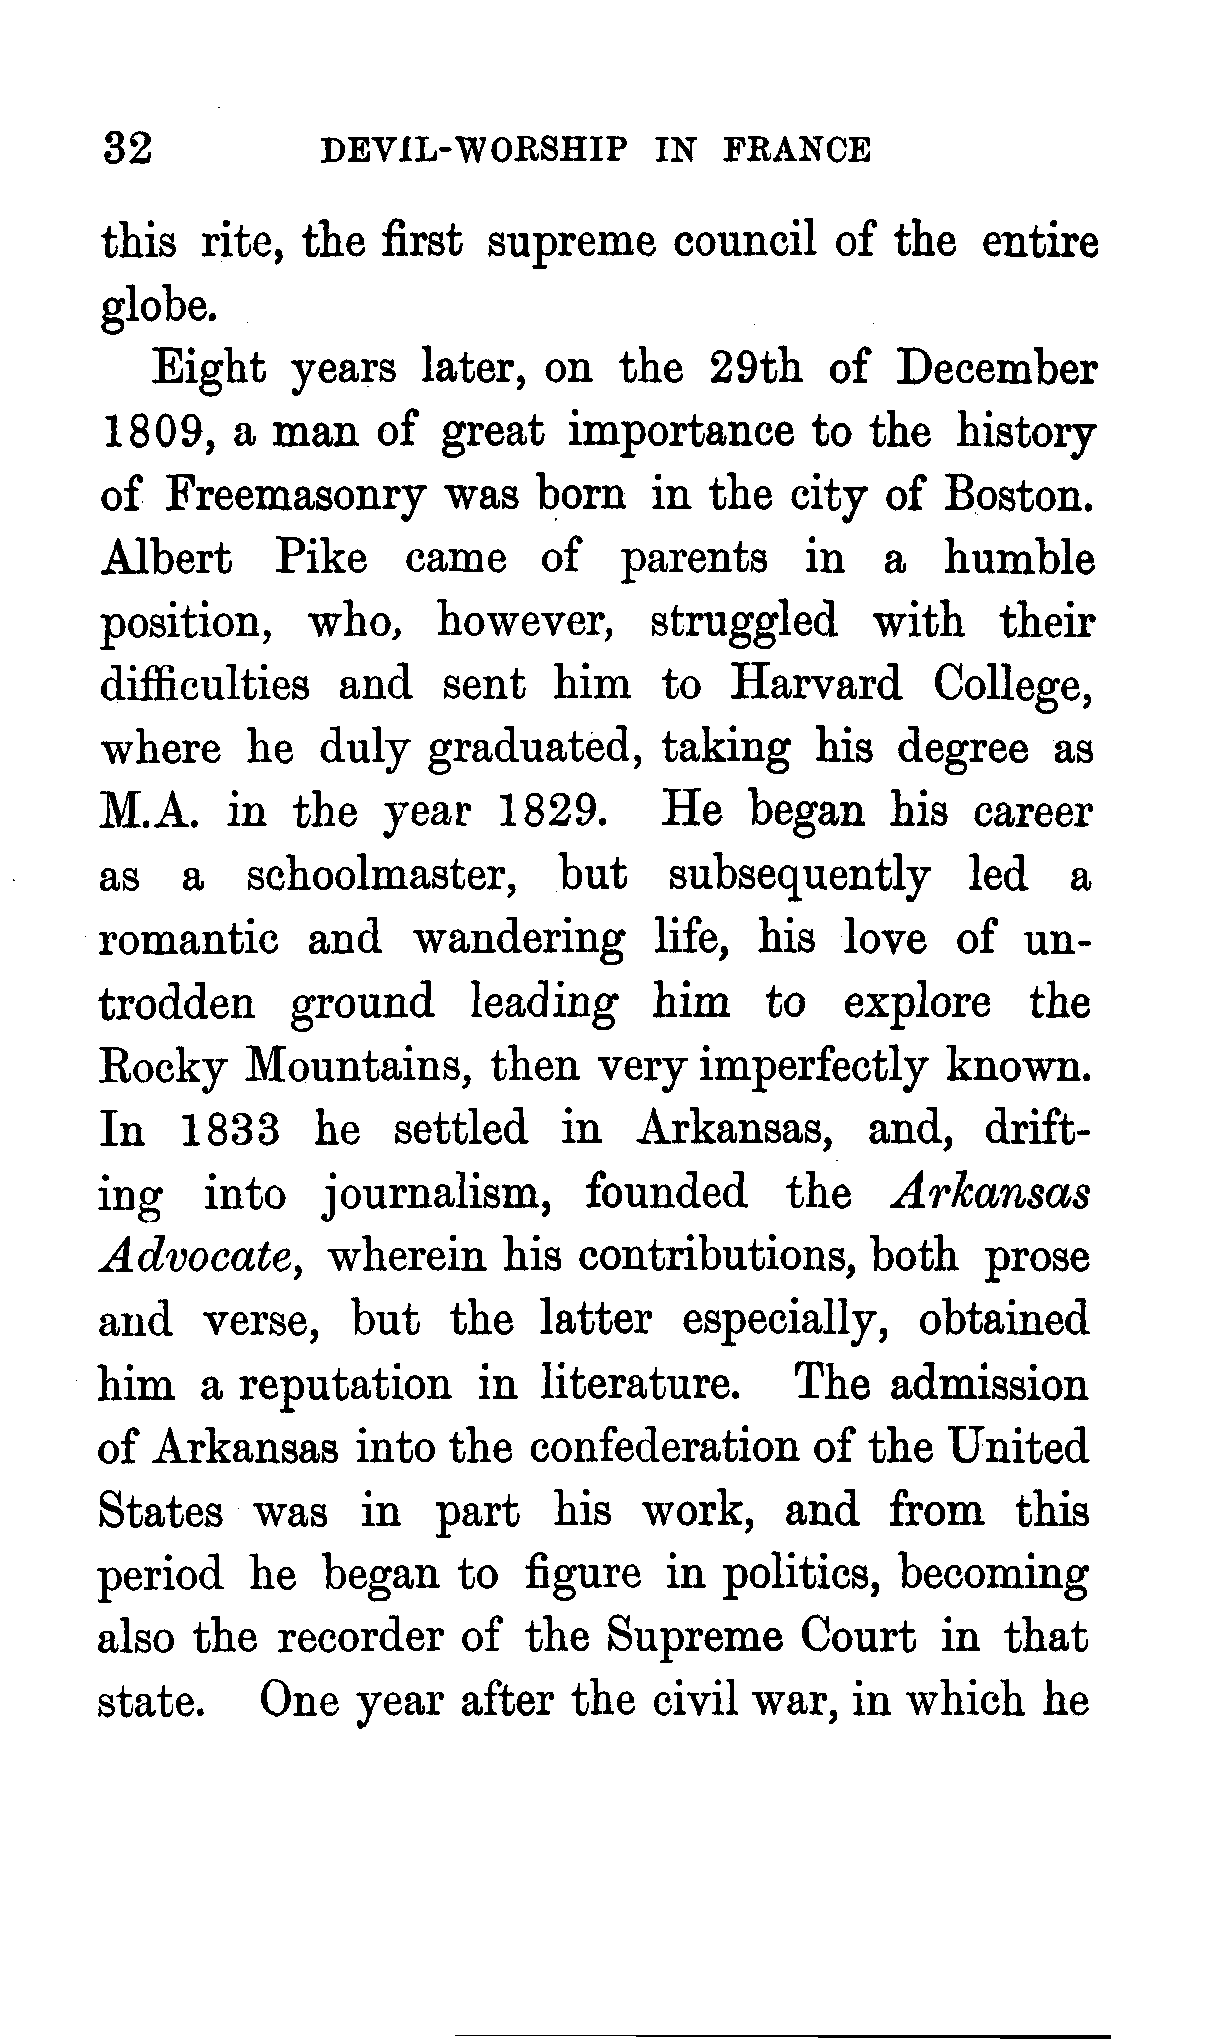 32 DEVIL-WORSHIP IN FRANCE
this rite, the first supreme council of the entire
globe.
Eight years later, on the 29th of December
1809, a man of great importance to the history
of Freemasonry was born in the city of Boston.
Albert Pike came of parents in a humble
position, who, however, struggled with their
difficulties and sent him to Harvard College,
where he duly graduated, taking his degree as
M.A. in the year 1829. He began his career
as a schoolmaster, but subsequently led a
romantic and wandering life, his love of un-
trodden ground leading him to explore the
Rocky Mountains, then very imperfectly known.
In 1833 he settled in Arkansas, and, drift-
ing into journalism, founded the Arkansas
Advocate, wherein his contributions, both prose
and verse, but the latter especially, obtained
him a reputation in literature. The admission
of Arkansas into the confederation of the United
States was in part his work, and from this
period he began to figure in politics, becoming
also the recorder of the Supreme Court in that
state. One year after the civil war, in which he